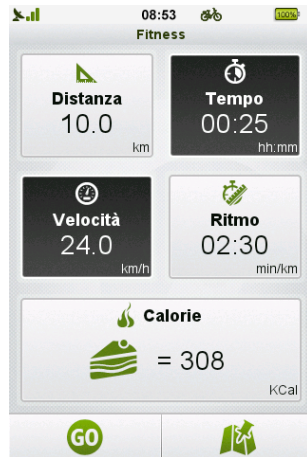 08:53
100%
Fitness
Distanza
10.0
km
Tempo
00:25
hh:mm
Velocità
24.0
km/h
Ritmo
02:30
min/km
Calorie
= 308
KCal
GO